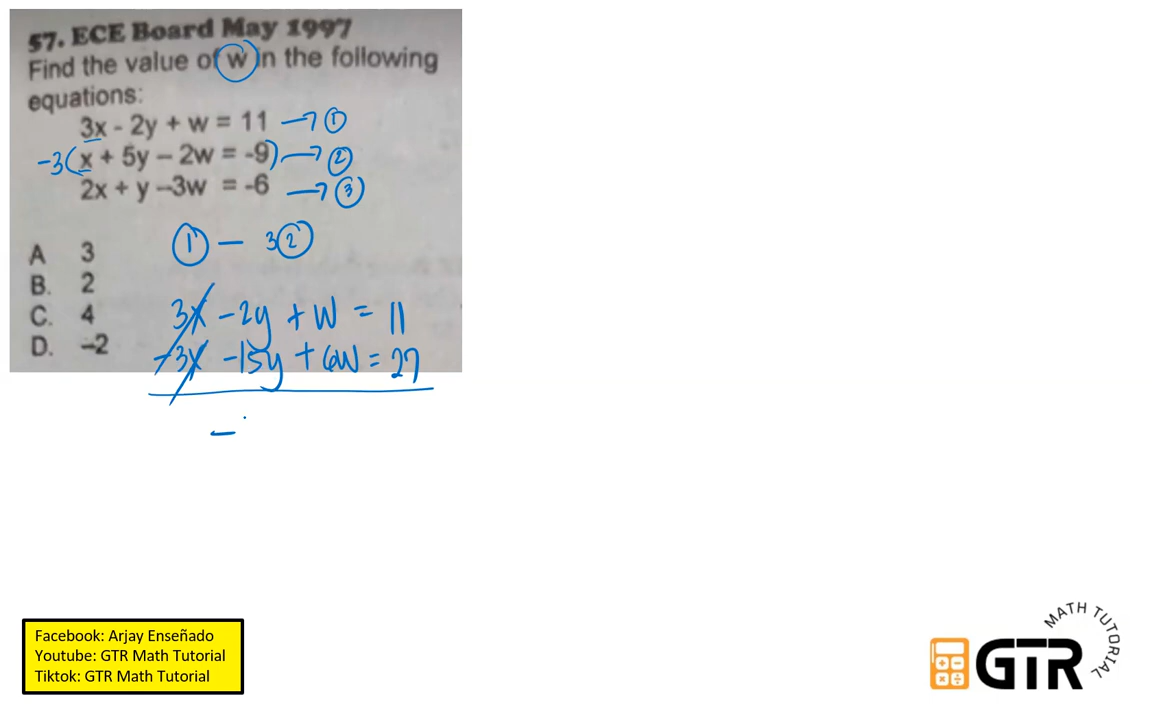 57. ECE Board May 1997
Find the value of w in the following
equations:
3x - 2y + w = 11 → ①
-3(x + 5y - 2w = -9) → ②
2x + y -3w = -6 → ③
① - 3②
A 3
B. 2
C. 4
D. -2
3x - 2y + w = 11
-3x - 15y + 6w = 27
-
Facebook: Arjay Enseñado
Youtube: GTR Math Tutorial
Tiktok: GTR Math Tutorial
MATH TUTORIAL
GTR